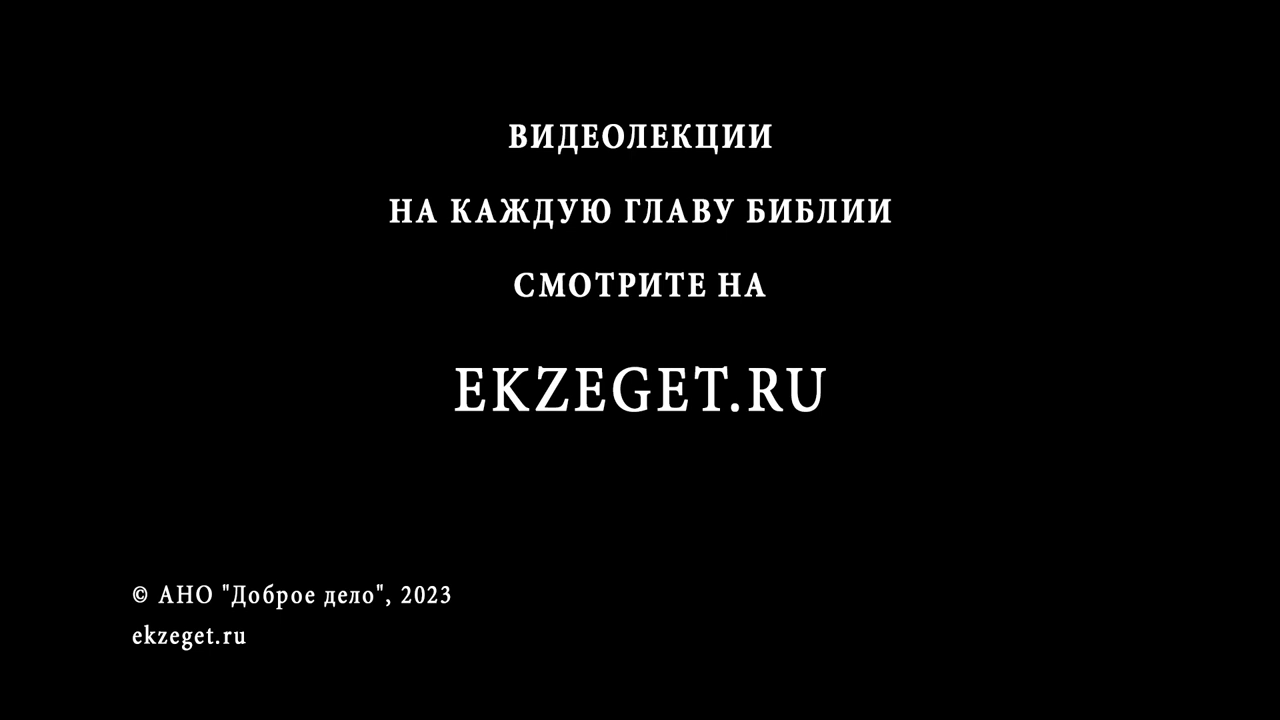 ВИДЕОЛЕКЦИИ
НА КАЖДУЮ ГЛАВУ БИБЛИИ
СМОТРИТЕ НА
EKZEGET.RU
© АНО "Доброе дело", 2023
ekzeget.ru